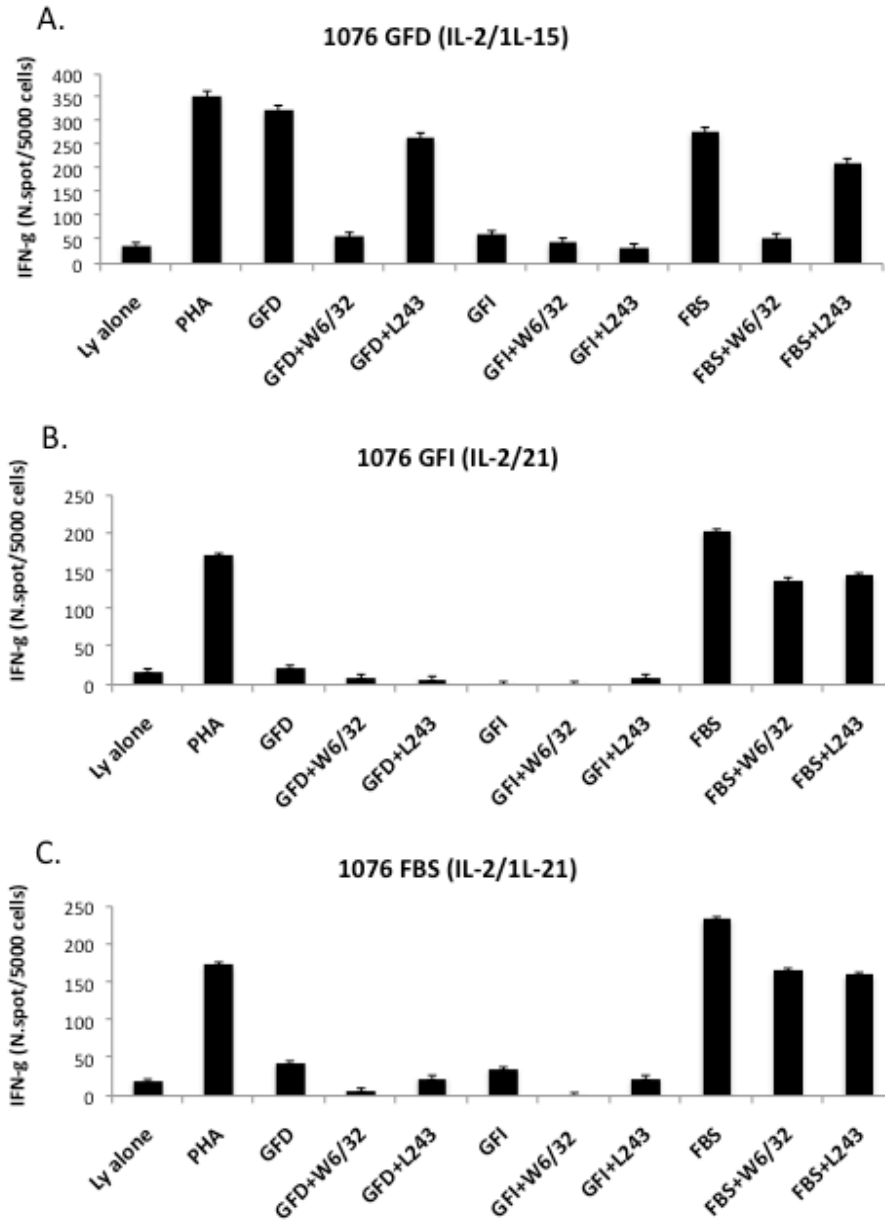 A.
1076 GFD (IL-2/1L-15)
IFN-g (N.spot/5000 cells)
400
350
300
250
200
150
100
50
0
Ly alone
PHA
GFD
GFD+W6/32
GFD+L243
GFI
GFI+W6/32
GFI+L243
FBS
FBS+W6/32
FBS+L243
B.
1076 GFI (IL-2/21)
IFN-g (N.spot/5000 cells)
250
200
150
100
50
0
Ly alone
PHA
GFD
GFD+W6/32
GFD+L243
GFI
GFI+W6/32
GFI+L243
FBS
FBS+W6/32
FBS+L243
C.
1076 FBS (IL-2/1L-21)
IFN-g (N.spot/5000 cells)
250
200
150
100
50
0
Ly alone
PHA
GFD
GFD+W6/32
GFD+L243
GFI
GFI+W6/32
GFI+L243
FBS
FBS+W6/32
FBS+L243